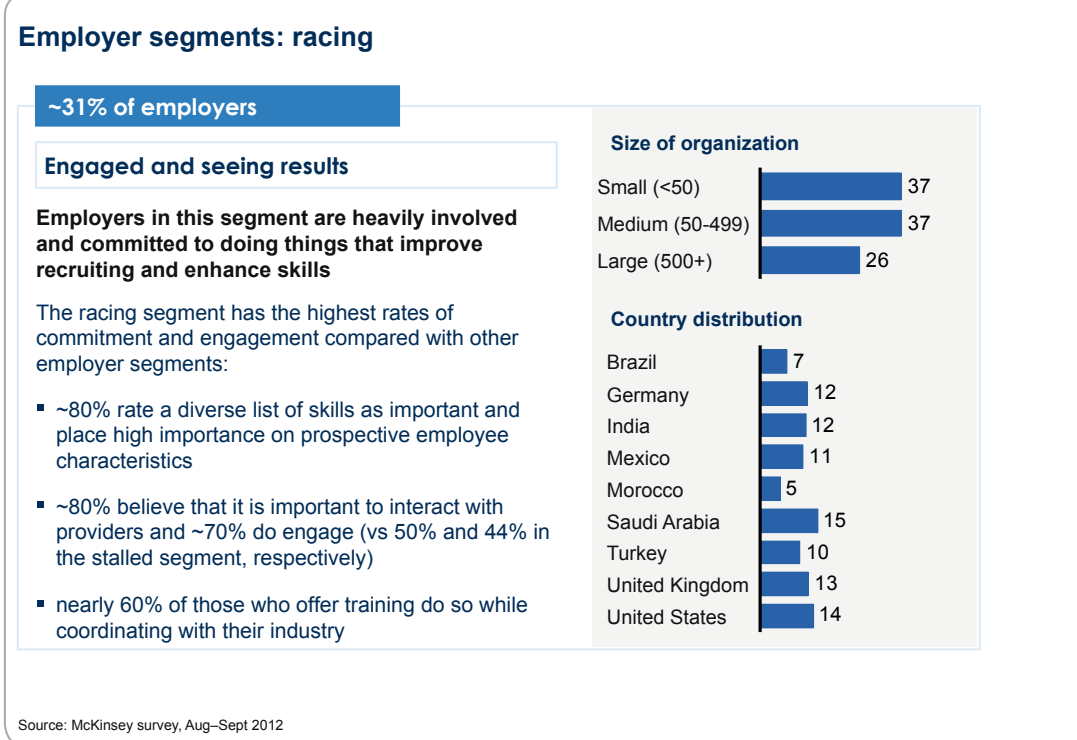 Employer segments: racing
~31% of employers
Engaged and seeing results
Employers in this segment are heavily involved
and committed to doing things that improve
recruiting and enhance skills
The racing segment has the highest rates of
commitment and engagement compared with other
employer segments:
▪ ~80% rate a diverse list of skills as important and
place high importance on prospective employee
characteristics
▪ ~80% believe that it is important to interact with
providers and ~70% do engage (vs 50% and 44% in
the stalled segment, respectively)
▪ nearly 60% of those who offer training do so while
coordinating with their industry
Size of organization
Small (<50) 37
Medium (50-499) 37
Large (500+) 26
Country distribution
Brazil 7
Germany 12
India 12
Mexico 11
Morocco 5
Saudi Arabia 15
Turkey 10
United Kingdom 13
United States 14
Source: McKinsey survey, Aug–Sept 2012